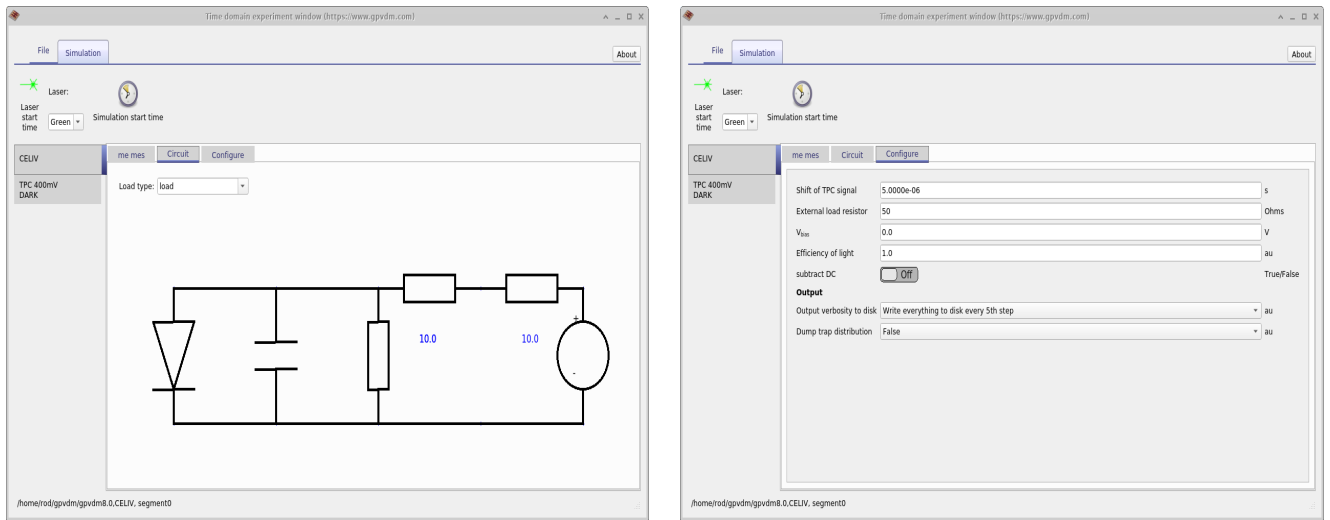 Time domain experiment window (https://www.gpvdm.com)
File
Simulation
About
Laser:
Laser
start
time
Green
Simulation start time
CELIV
TPC 400mV
DARK
me mes
Circuit
Configure
Load type:
load
10.0
10.0
+
-
/home/rod/gpvdm/gpvdm8.0,CELIV, segment0
Time domain experiment window (https://www.gpvdm.com)
File
Simulation
About
Laser:
Laser
start
time
Green
Simulation start time
CELIV
TPC 400mV
DARK
me mes
Circuit
Configure
Shift of TPC signal 5.0000e-06 s
External load resistor 50 Ohms
Vbias 0.0 V
Efficiency of light 1.0 au
subtract DC Off True/False
Output
Output verbosity to disk Write everything to disk every 5th step au
Dump trap distribution False au
/home/rod/gpvdm/gpvdm8.0,CELIV, segment0